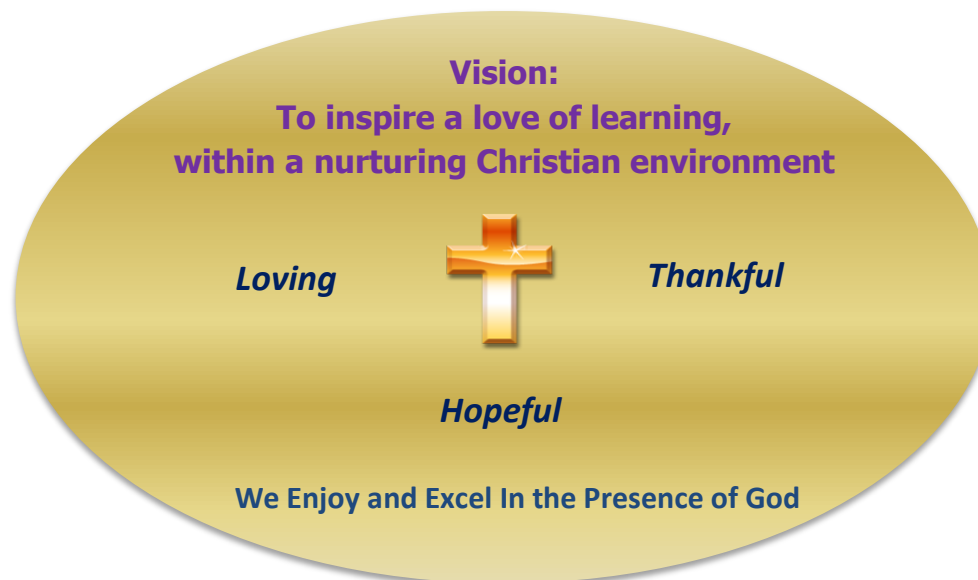 Vision:
To inspire a love of learning,
within a nurturing Christian environment
Loving
Thankful
Hopeful
We Enjoy and Excel In the Presence of God